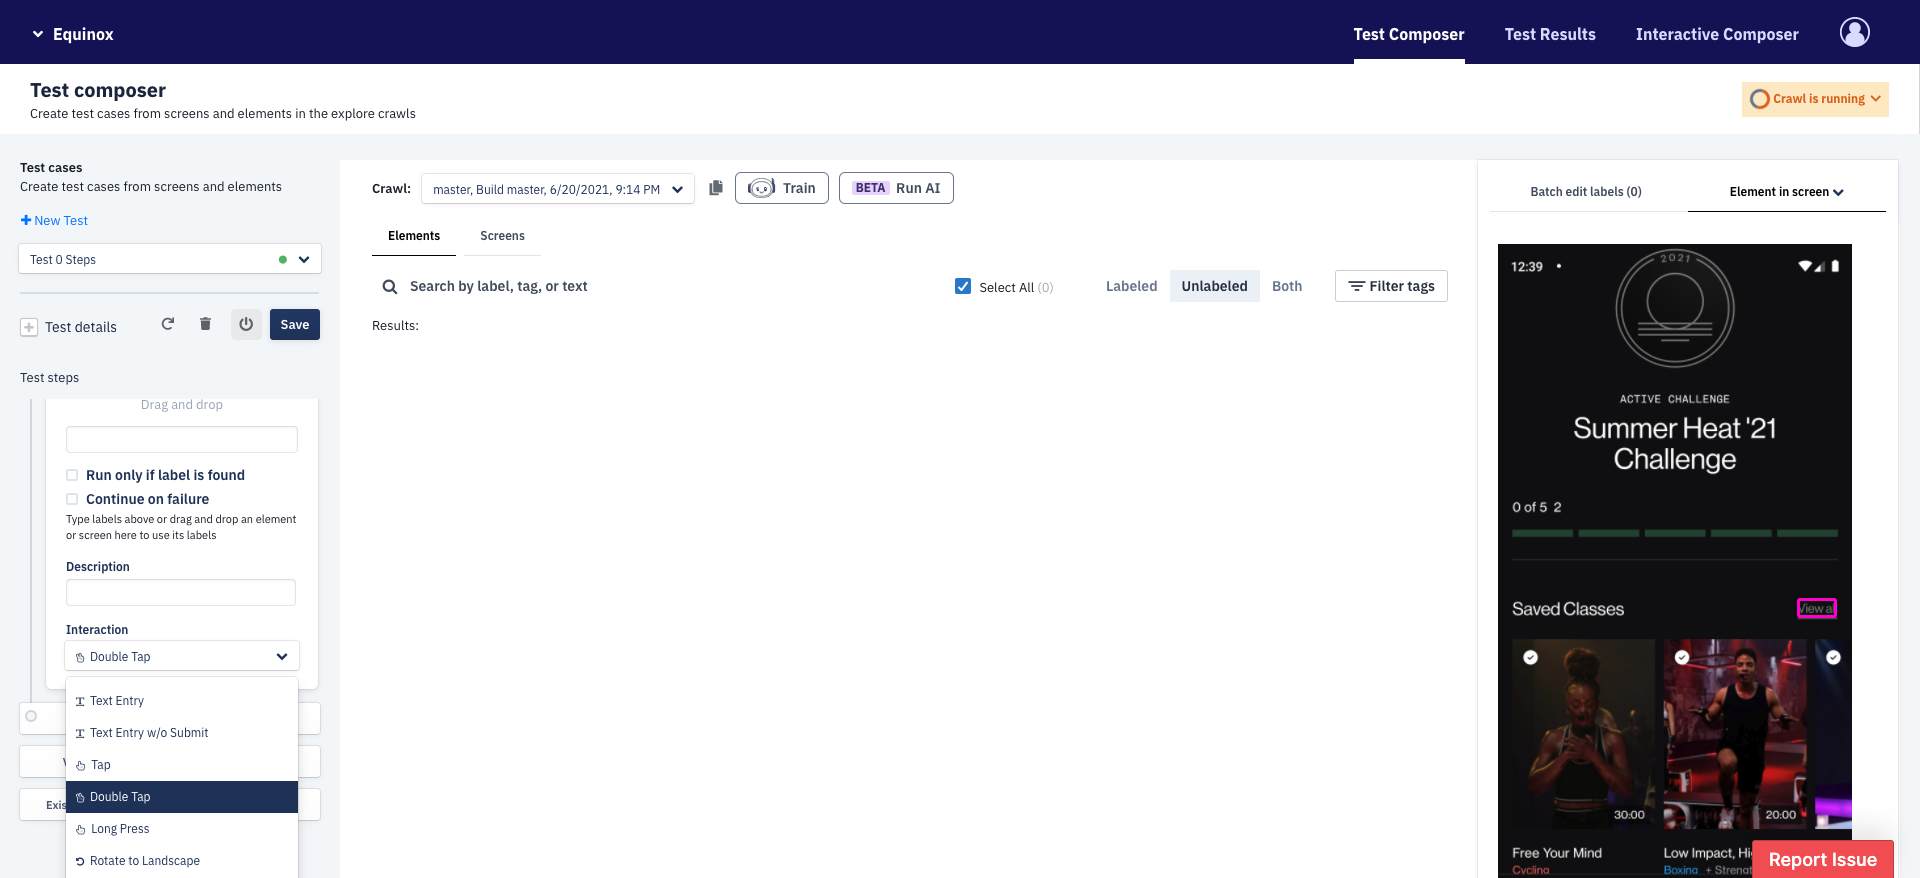 Equinox
Test Composer
Test Results
Interactive Composer
Test composer
Create test cases from screens and elements in the explore crawls
Crawl is running
Test cases
Create test cases from screens and elements
New Test
Test 0 Steps
Test details
Save
Test steps
Drag and drop
Run only if label is found
Continue on failure
Type labels above or drag and drop an element
or screen here to use its labels
Description
Interaction
Double Tap
Text Entry
Text Entry w/o Submit
Tap
Double Tap
Long Press
Rotate to Landscape
Crawl:
master, Build master, 6/20/2021, 9:14 PM
Train
BETA Run AI
Elements
Screens
Search by label, tag, or text
Select All (0)
Labeled
Unlabeled
Both
Filter tags
Results:
Batch edit labels (0)
Element in screen
12:39
2021
ACTIVE CHALLENGE
Summer Heat '21
Challenge
0 of 5 2
Saved Classes
View all
30:00
20:00
Free Your Mind
Cycling
Low Impact,
Boxing +
Report Issue